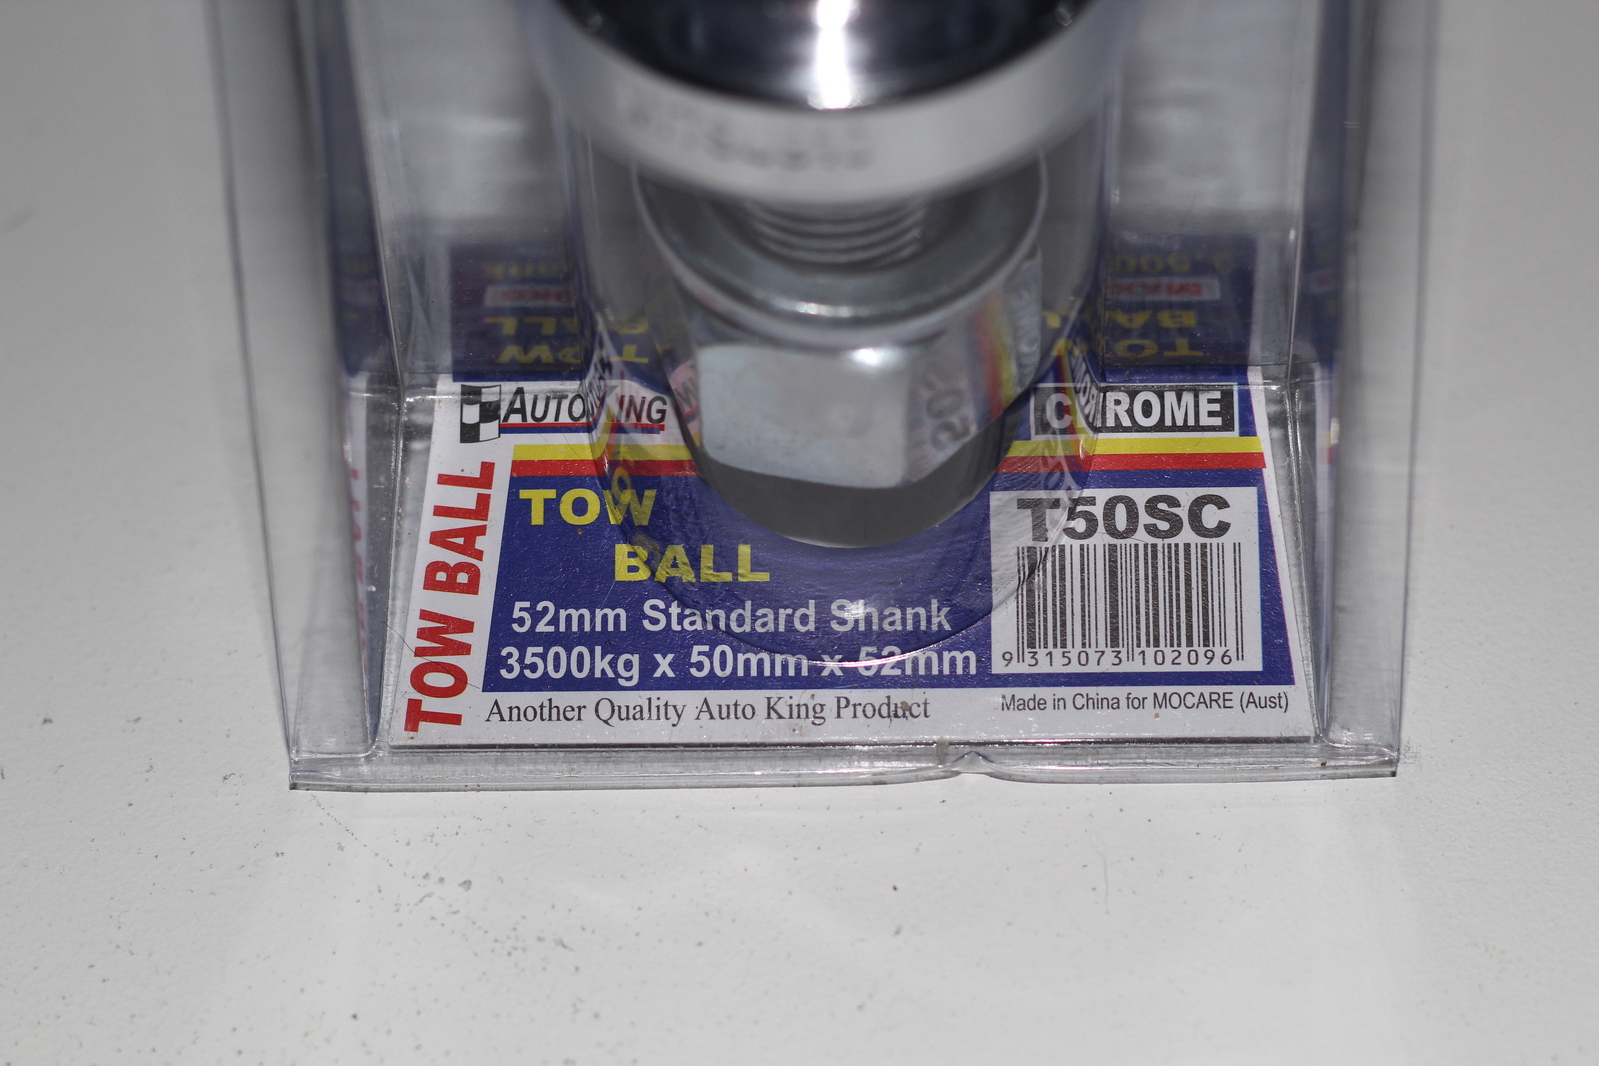 AUTO KING
CHROME
TOW BALL
TOW
BALL
52mm Standard Shank
3500kg x 50mm x 52mm
T50SC
9 315073 102096
Another Quality Auto King Product
Made in China for MOCARE (Aust)